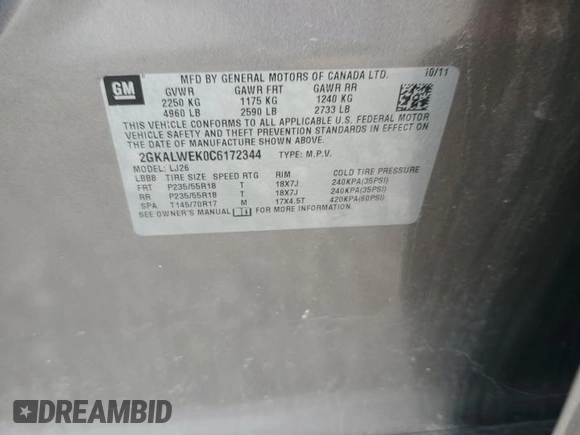 GM
MFD BY GENERAL MOTORS OF CANADA LTD. 10/11
GVWR GAWR FRT GAWR RR
2250 KG 1175 KG 1240 KG
4960 LB 2590 LB 2733 LB
THIS VEHICLE CONFORMS TO ALL APPLICABLE U.S. FEDERAL MOTOR
VEHICLE SAFETY AND THEFT PREVENTION STANDARDS IN EFFECT ON
THE DATE OF MANUFACTURE SHOWN ABOVE.
2GKALWEK0C6172344 TYPE: M.P.V.
MODEL: LJ26
LBB8 TIRE SIZE SPEED RTG RIM COLD TIRE PRESSURE
FRT P235/55R18 T 18X7J 240KPA(35PSI)
RR P235/55R18 T 18X7J 240KPA(35PSI)
SPA T145/70R17 M 17X4.5T 420KPA(60PSI)
SEE OWNER'S MANUAL i FOR MORE INFORMATION.
DREAMBID